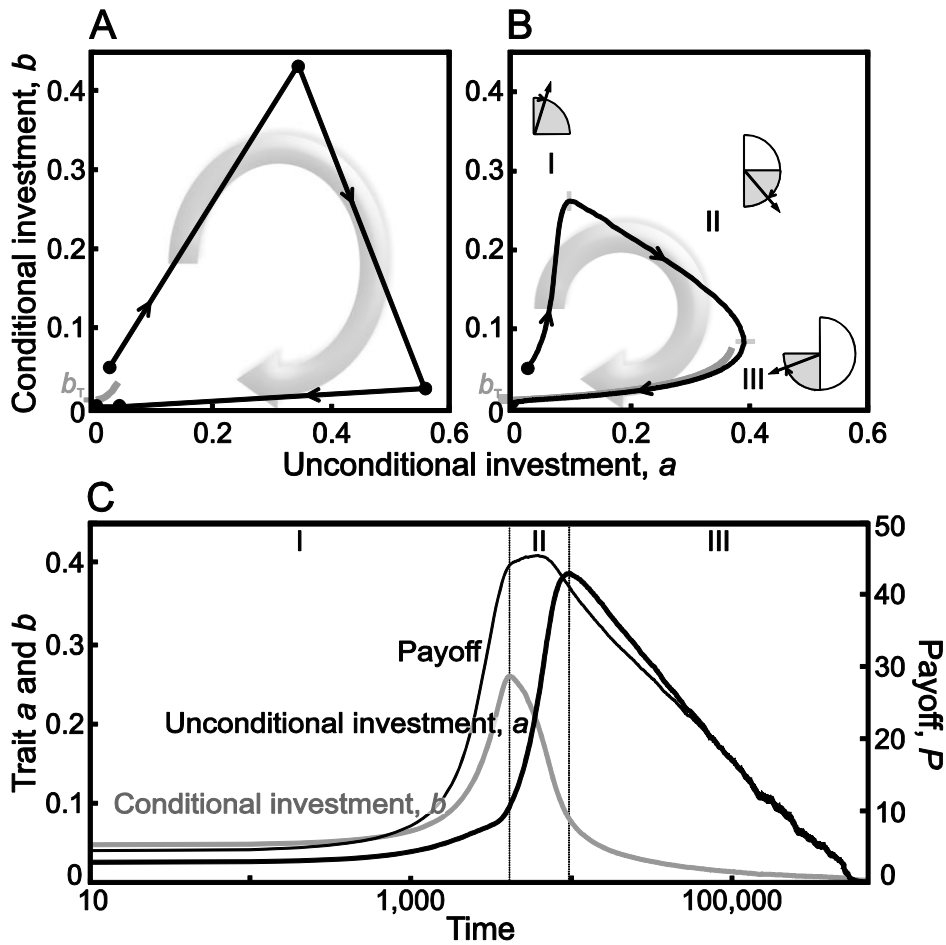 A
B
Conditional investment, b
0.4
0.3
0.2
0.1
bT
0
0
0.2
0.4
0.6
0.4
0.3
0.2
0.1
bT
0
0
0.2
0.4
0.6
I
II
III
Unconditional investment, a
C
Trait a and b
0.4
0.3
0.2
0.1
0
I
II
III
Payoff
Unconditional investment, a
Conditional investment, b
50
40
30
20
10
0
Payoff, P
10
1,000
100,000
Time